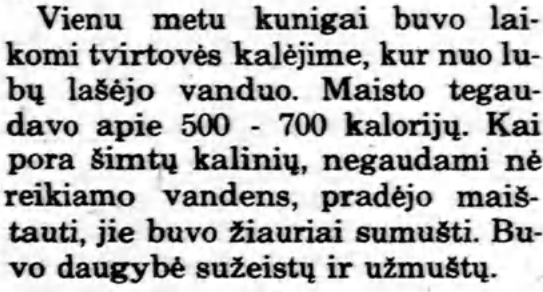 Vienu metu kunigai buvo lai-
komi tvirtovės kalėjime, kur nuo lu-
bų lašėjo vanduo. Maisto tegau-
davo apie 500 - 700 kalorijų. Kai
pora šimtų kalinių, negaudami nė
reikiamo vandens, pradėjo maiš-
tauti, jie buvo žiauriai sumušti. Bu-
vo daugybė sužeistų ir užmuštų.